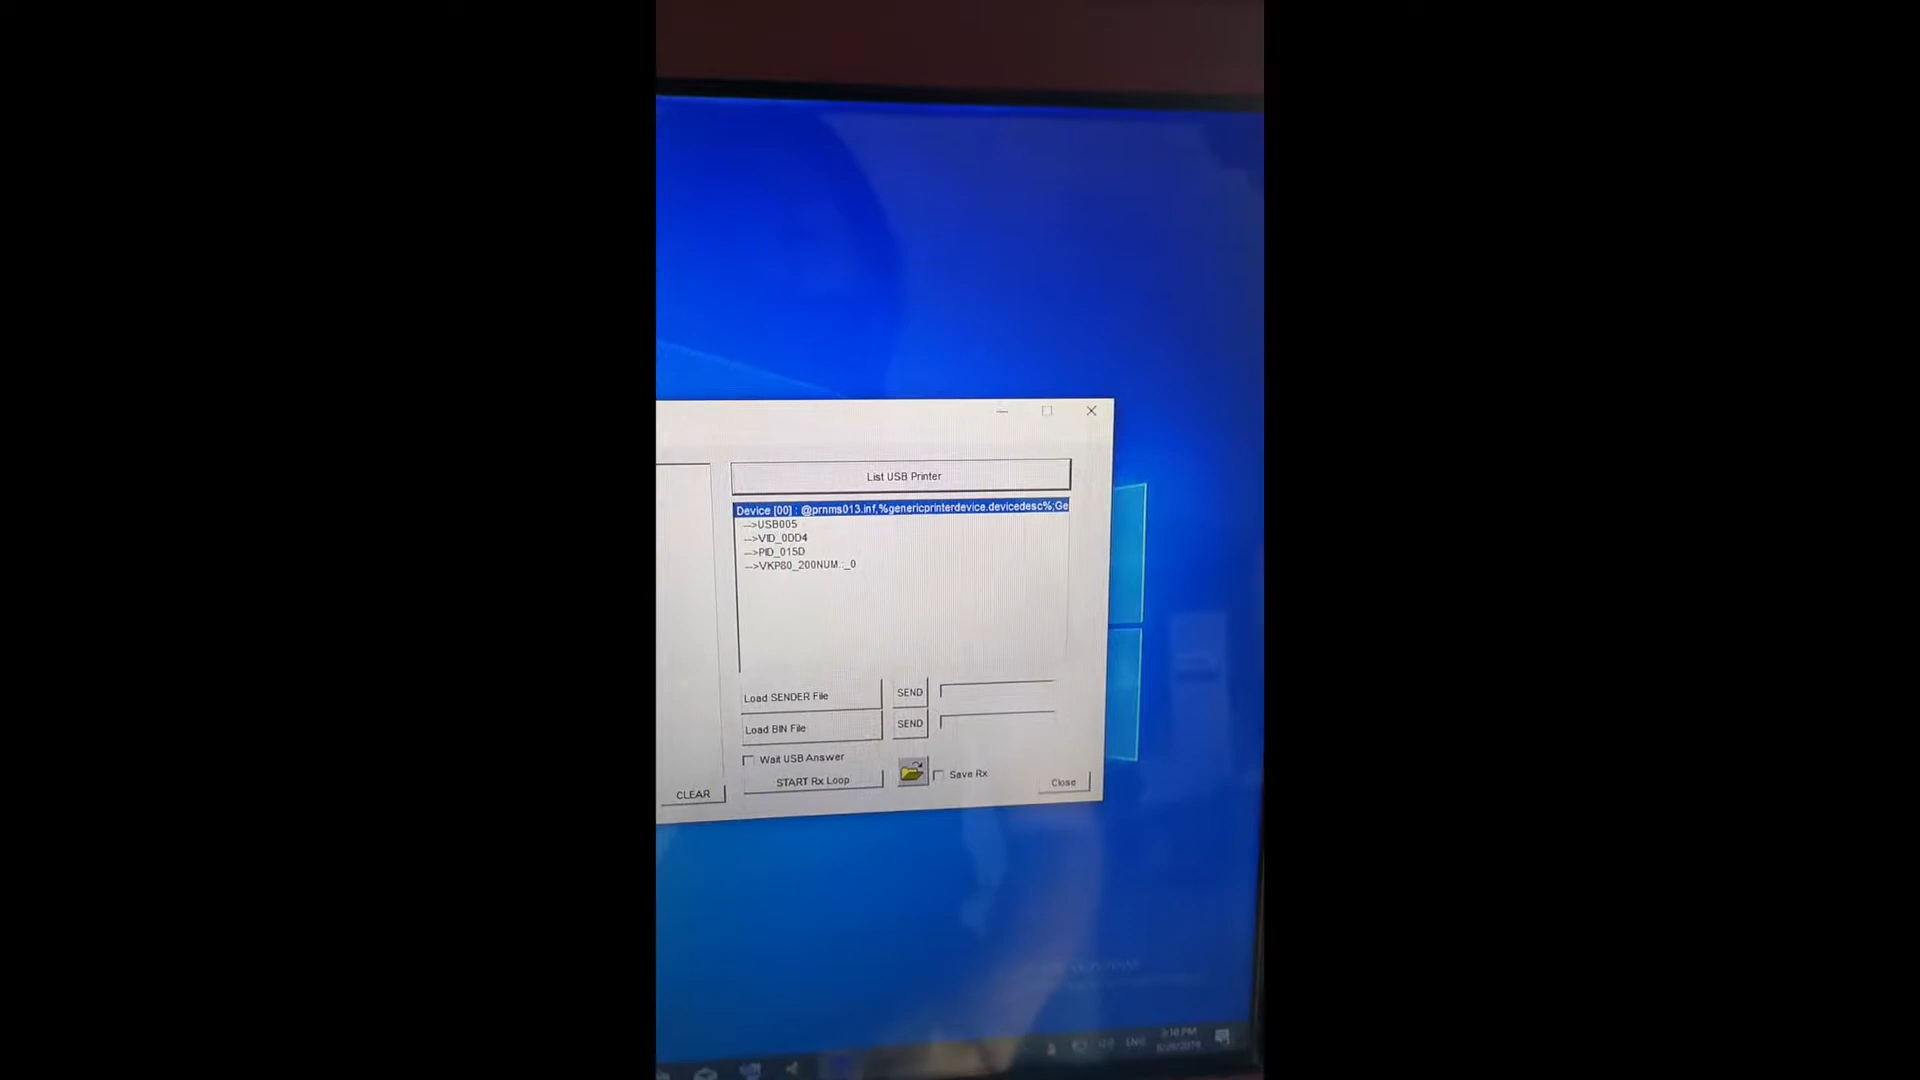 List USB Printer
Device [00] : @prnms013.inf,%genericprinterdevice.devicedesc%;Ge
-->USB005
-->VID_0DD4
-->PID_015D
-->VKP80_200NUM.:_0
Load SENDER File
SEND
Load BIN File
SEND
Wait USB Answer
START Rx Loop
Save Rx
Close
CLEAR
ENG